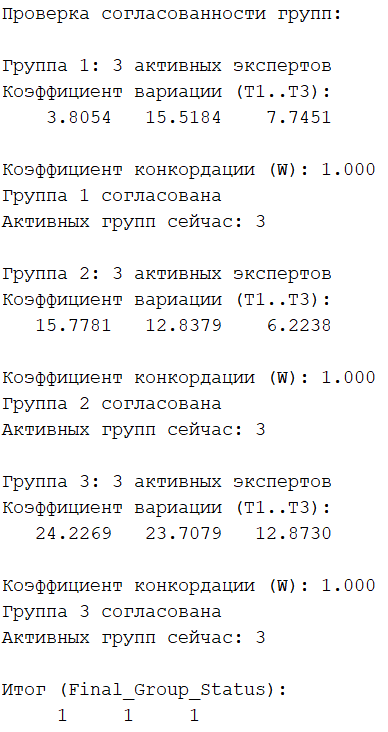 Проверка согласованности групп:
Группа 1: 3 активных экспертов
Коэффициент вариации (T1..T3):
3.8054 15.5184 7.7451
Коэффициент конкордации (W): 1.000
Группа 1 согласована
Активных групп сейчас: 3
Группа 2: 3 активных экспертов
Коэффициент вариации (T1..T3):
15.7781 12.8379 6.2238
Коэффициент конкордации (W): 1.000
Группа 2 согласована
Активных групп сейчас: 3
Группа 3: 3 активных экспертов
Коэффициент вариации (T1..T3):
24.2269 23.7079 12.8730
Коэффициент конкордации (W): 1.000
Группа 3 согласована
Активных групп сейчас: 3
Итог (Final_Group_Status):
1 1 1